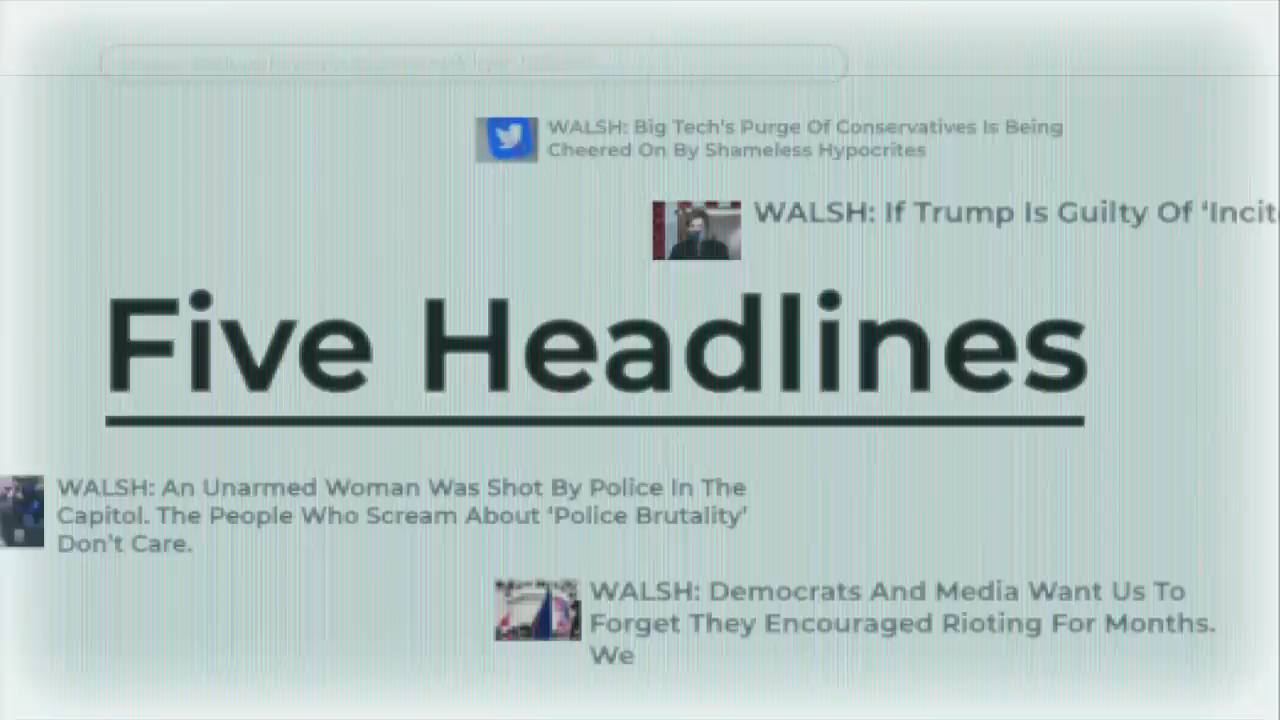 WALSH: Big Tech's Purge Of Conservatives Is Being
Cheered On By Shameless Hypocrites
WALSH: If Trump Is Guilty Of ‘Incit
Five Headlines
WALSH: An Unarmed Woman Was Shot By Police In The
Capitol. The People Who Scream About ‘Police Brutality’
Don't Care.
WALSH: Democrats And Media Want Us To
Forget They Encouraged Rioting For Months.
We